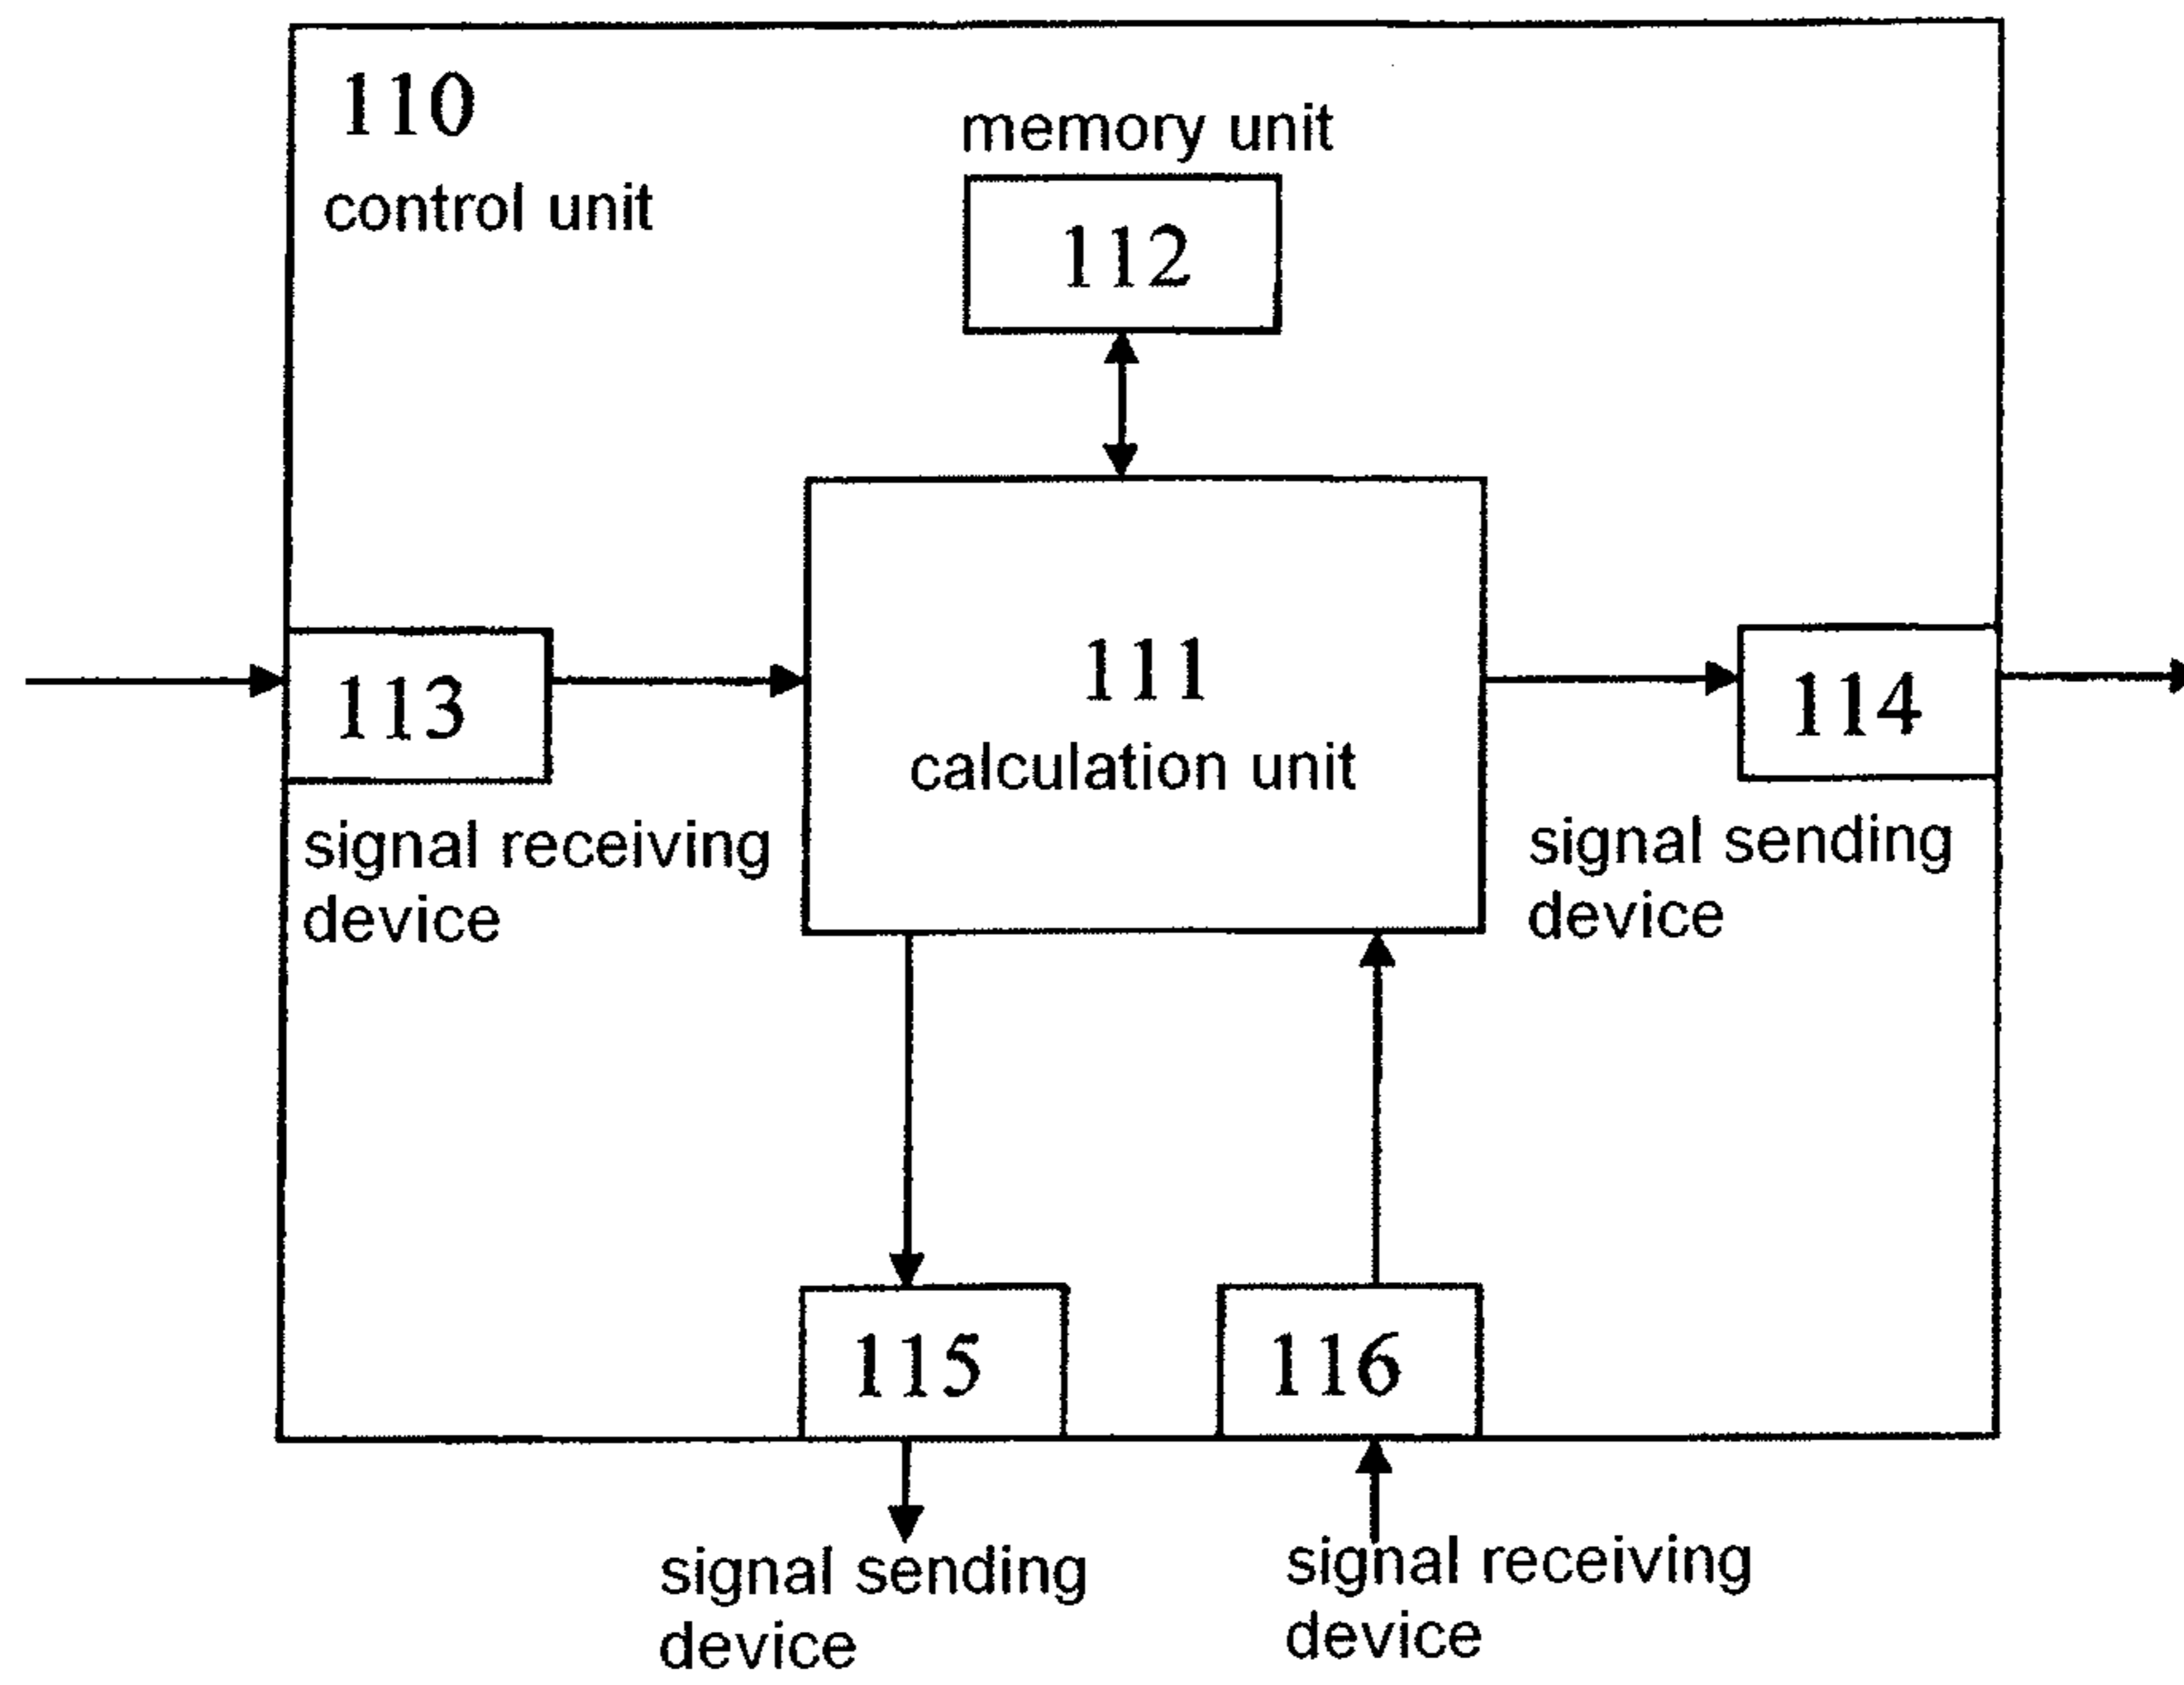 110
control unit
memory unit
112
111
calculation unit
113
signal receiving
device
114
signal sending
device
115
116
signal sending
device
signal receiving
device